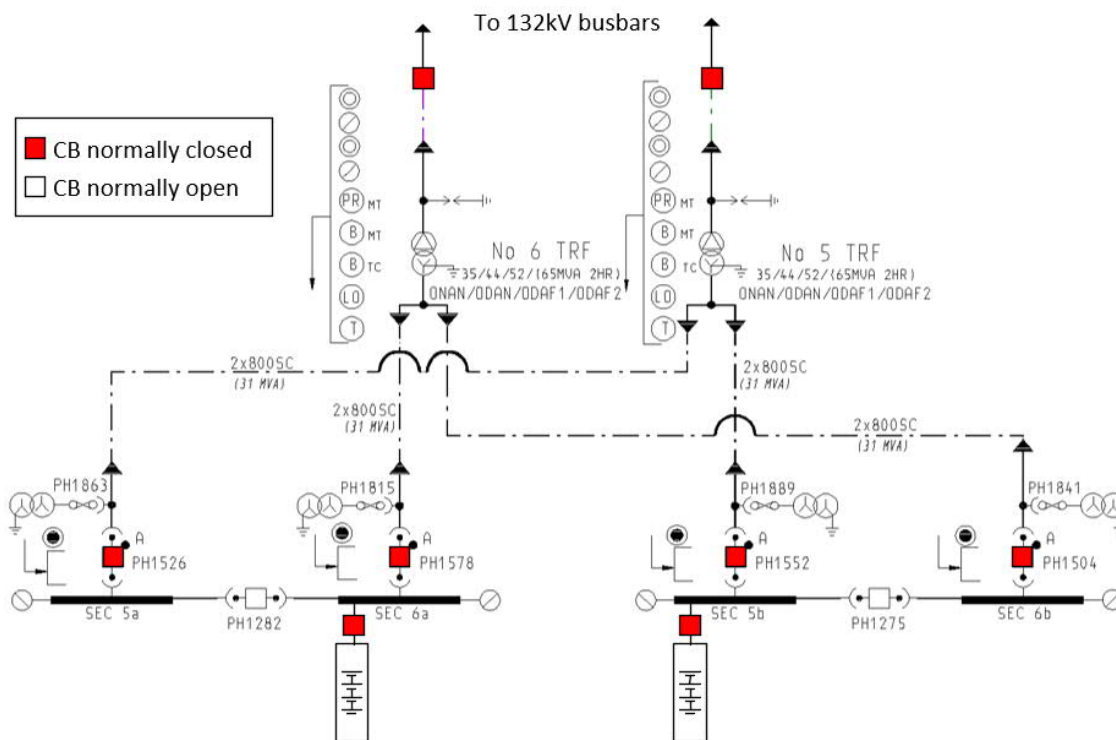 To 132kV busbars
CB normally closed
CB normally open
PR MT
B MT
B TC
LO
T
No 6 TRF
35/44/52/(65MVA 2HR)
ONAN/ODAN/ODAF1/ODAF2
PR MT
B MT
B TC
LO
T
No 5 TRF
35/44/52/(65MVA 2HR)
ONAN/ODAN/ODAF1/ODAF2
2x800SC
(31 MVA)
2x800SC
(31 MVA)
2x800SC
(31 MVA)
2x800SC
(31 MVA)
PH1863
PH1815
PH1889
PH1841
A
PH1526
A
PH1578
A
PH1552
A
PH1504
SEC 5a
PH1282
SEC 6a
SEC 5b
PH1275
SEC 6b